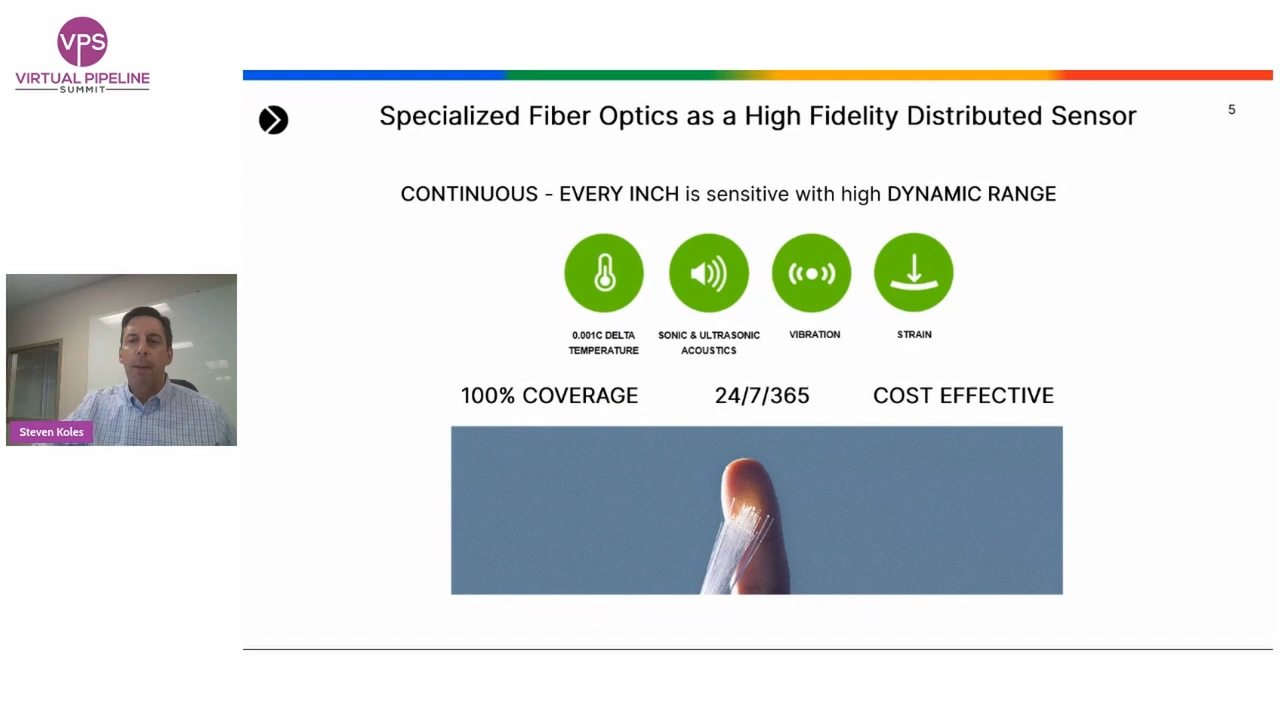 VPS
VIRTUAL PIPELINE
SUMMIT
Specialized Fiber Optics as a High Fidelity Distributed Sensor
5
CONTINUOUS - EVERY INCH is sensitive with high DYNAMIC RANGE
0.001C DELTA
TEMPERATURE
SONIC & ULTRASONIC
ACOUSTICS
VIBRATION
STRAIN
100% COVERAGE
24/7/365
COST EFFECTIVE
Steven Koles